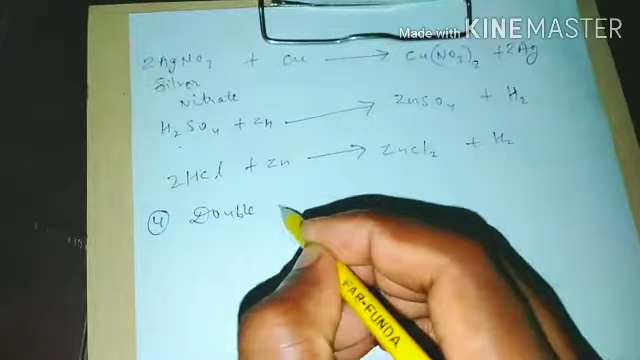 Made with KINEMASTER
2AgNO3 + Cu → Cu(NO3)2 + 2Ag
Silver
Nitrate
H2SO4 + Zn → ZnSO4 + H2
2HCl + Zn → ZnCl2 + H2
④ Double
FAR-FUNDA